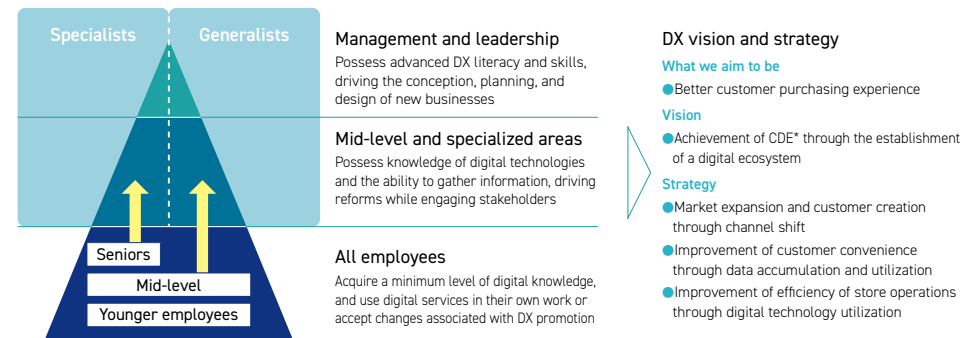 Specialists
Generalists
Seniors
Mid-level
Younger employees
Management and leadership
Possess advanced DX literacy and skills,
driving the conception, planning, and
design of new businesses
Mid-level and specialized areas
Possess knowledge of digital technologies
and the ability to gather information, driving
reforms while engaging stakeholders
All employees
Acquire a minimum level of digital knowledge,
and use digital services in their own work or
accept changes associated with DX promotion
DX vision and strategy
What we aim to be
●Better customer purchasing experience
Vision
●Achievement of CDE* through the establishment
of a digital ecosystem
Strategy
●Market expansion and customer creation
through channel shift
●Improvement of customer convenience
through data accumulation and utilization
●Improvement of efficiency of store operations
through digital technology utilization